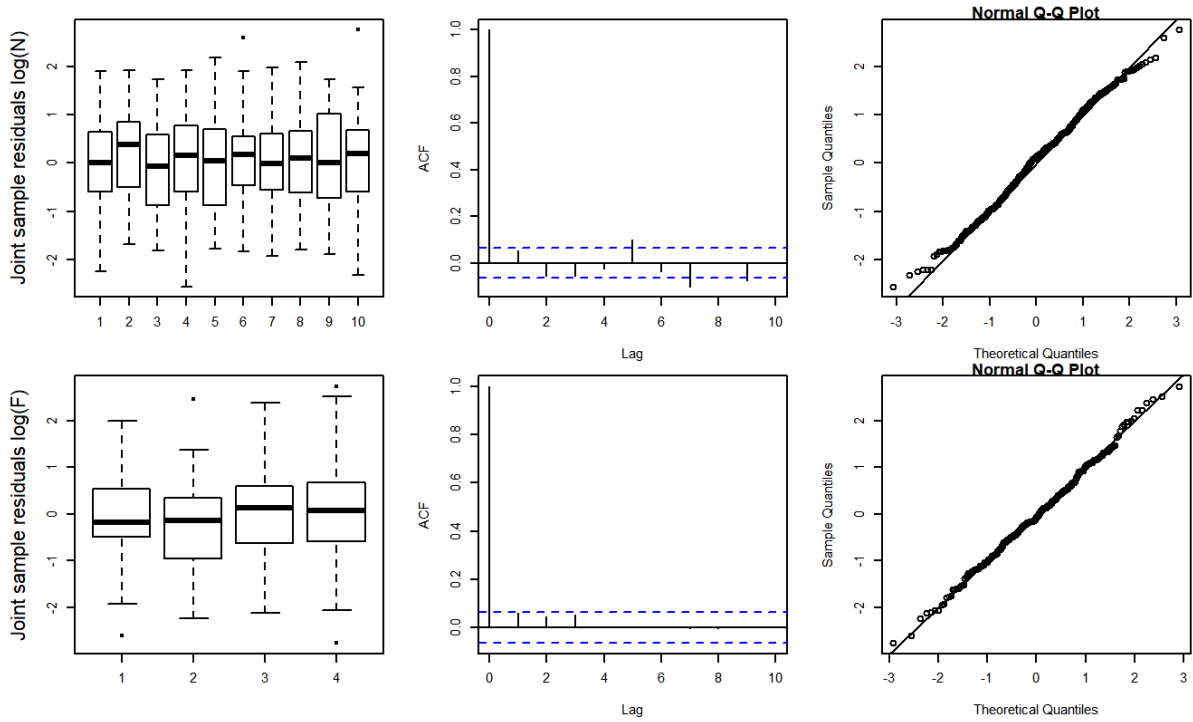 Joint sample residuals log(N)
2
1
0
-1
-2
1 2 3 4 5 6 7 8 9 10
ACF
1.0
0.8
0.6
0.4
0.2
0.0
0 2 4 6 8 10
Lag
Normal Q-Q Plot
Sample Quantiles
2
1
0
-1
-2
-3 -2 -1 0 1 2 3
Theoretical Quantiles
Joint sample residuals log(F)
2
1
0
-1
-2
1 2 3 4
ACF
1.0
0.8
0.6
0.4
0.2
0.0
0 2 4 6 8 10
Lag
Normal Q-Q Plot
Sample Quantiles
2
1
0
-1
-2
-3 -2 -1 0 1 2 3
Theoretical Quantiles